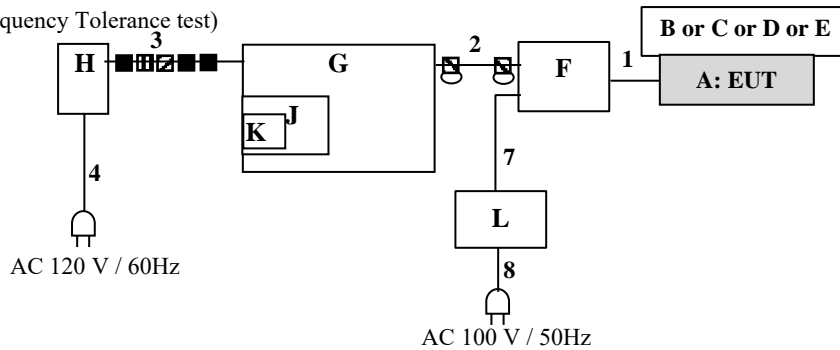 quency Tolerance test)
3
2
1
B or C or D or E
H
G
F
A: EUT
J
K
4
7
L
8
AC 120 V / 60Hz
AC 100 V / 50Hz